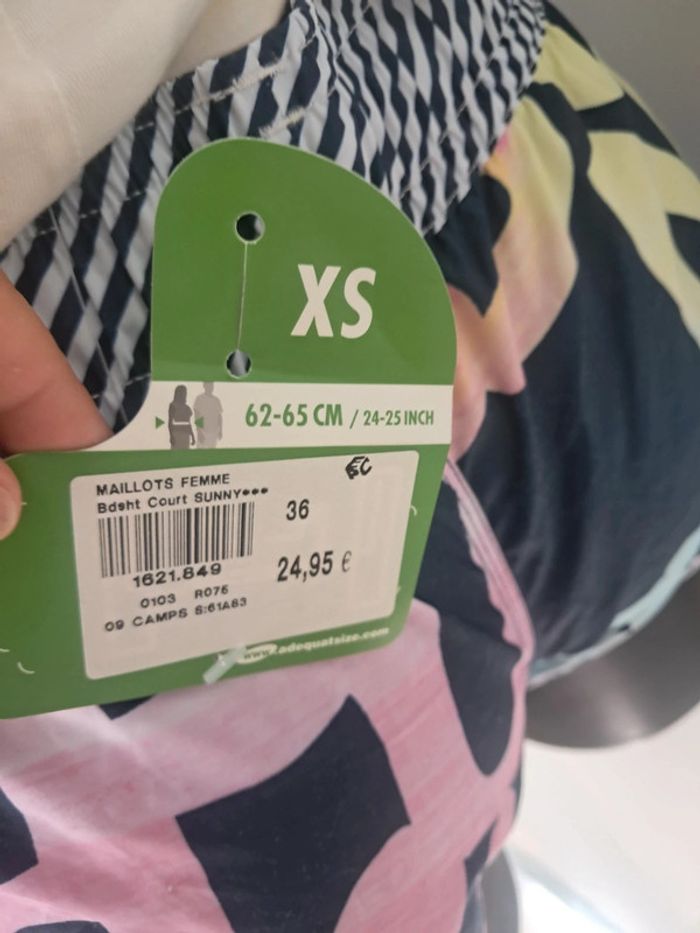 XS
62-65 CM / 24-25 INCH
MAILLOTS FEMME
Bdsht Court SUNNY***
36
24,95 €
1621.849
0103 R076
09 CAMPS S:61A83
www.adequatsize.com